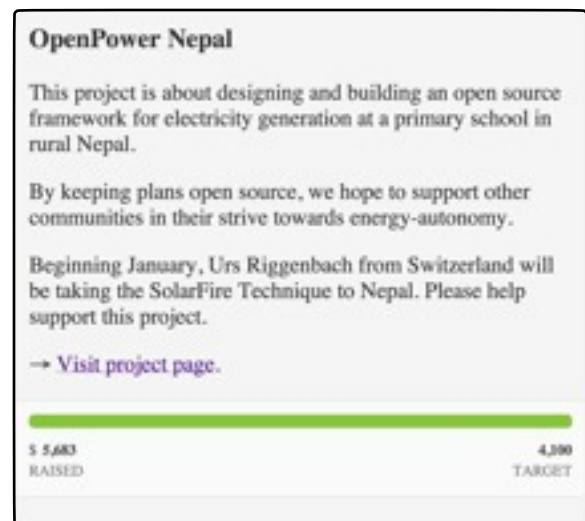 OpenPower Nepal
This project is about designing and building an open source
framework for electricity generation at a primary school in
rural Nepal.
By keeping plans open source, we hope to support other
communities in their strive towards energy-autonomy.
Beginning January, Urs Riggenbach from Switzerland will
be taking the SolarFire Technique to Nepal. Please help
support this project.
→ Visit project page.
$ 5,683 4,100
RAISED TARGET